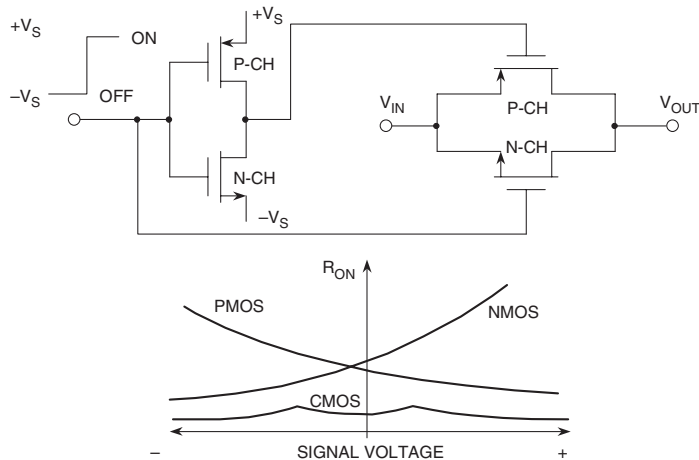 +VS
ON
–VS
OFF
+VS
P-CH
N-CH
–VS
VIN
P-CH
N-CH
VOUT
RON
PMOS
NMOS
CMOS
–
SIGNAL VOLTAGE
+